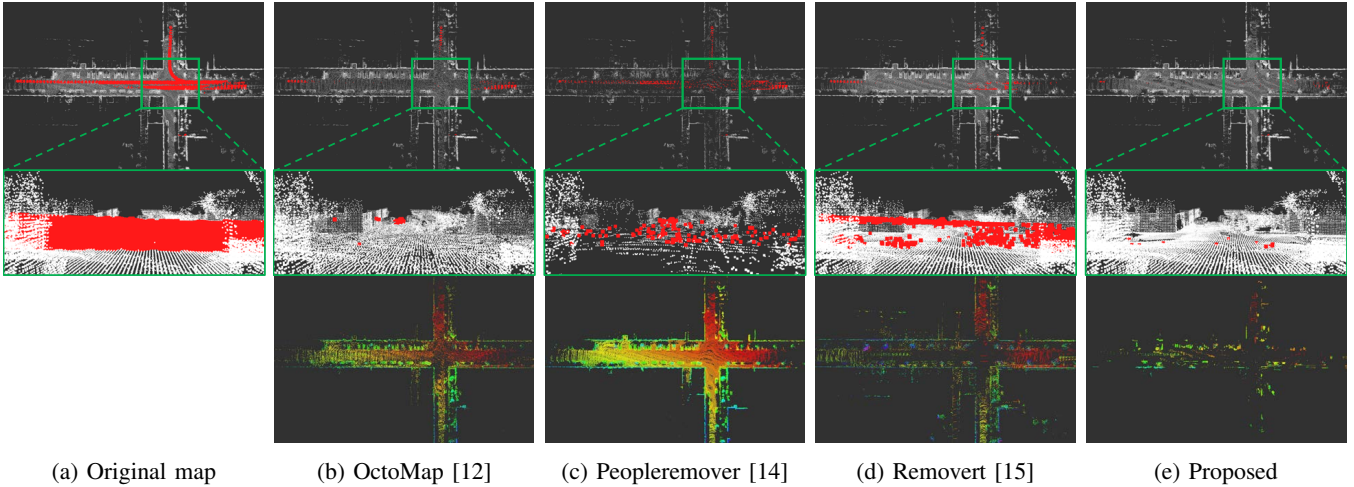 (a) Original map
(b) OctoMap [12]
(c) Peopleremover [14]
(d) Removert [15]
(e) Proposed